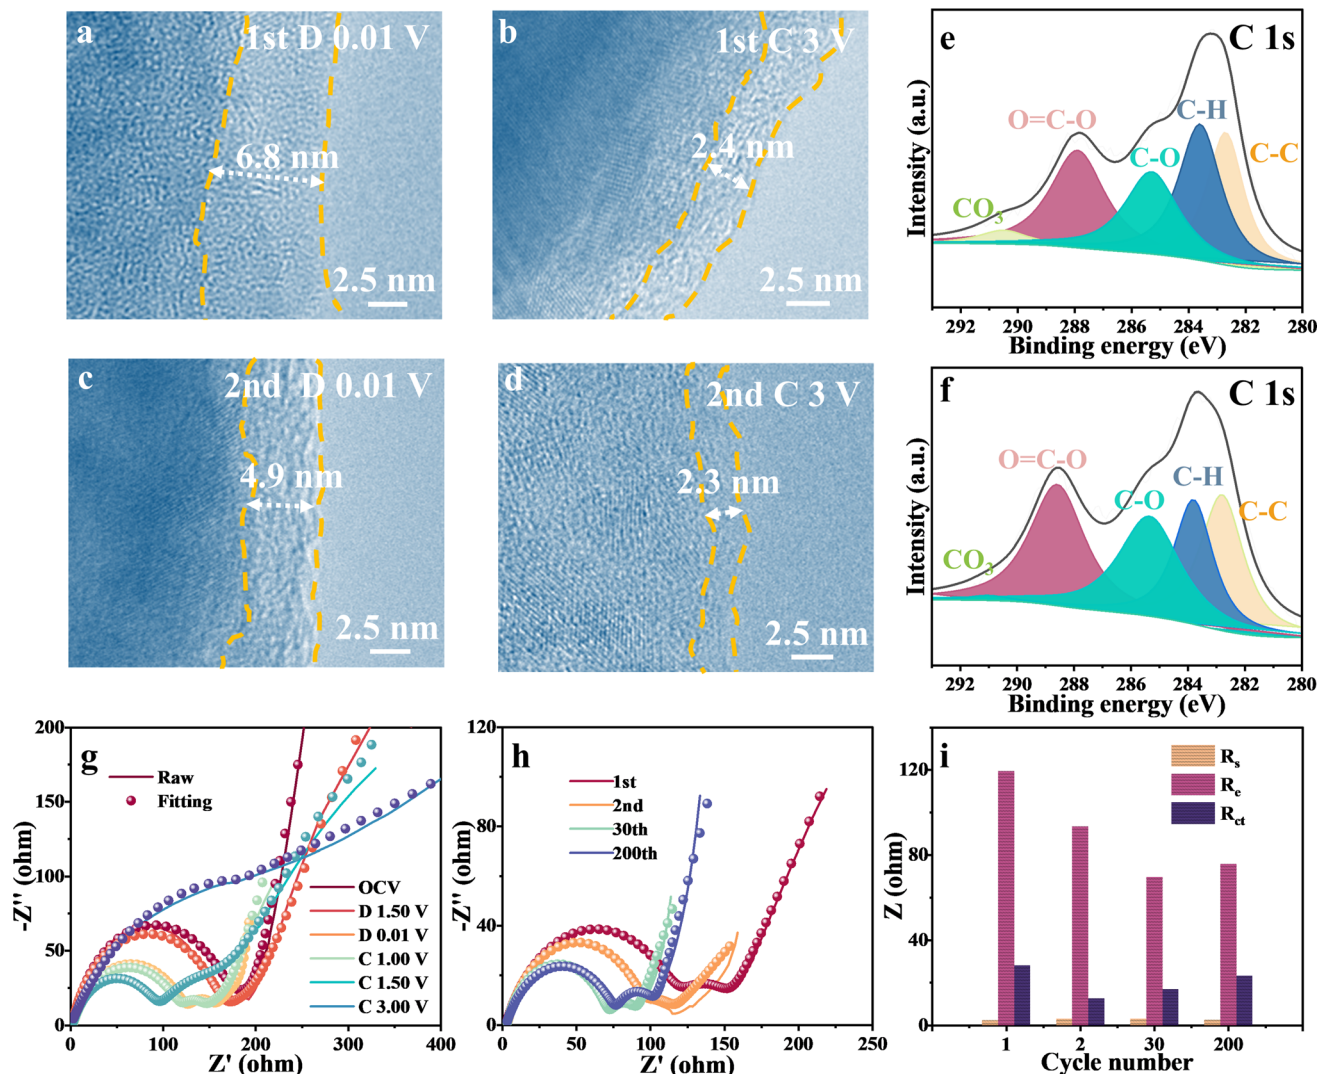 a
1st D 0.01 V
6.8 nm
2.5 nm
b
1st C 3 V
2.4 nm
2.5 nm
e
C 1s
O=C-O
C-H
C-O
C-C
CO3
Intensity (a.u.)
292 290 288 286 284 282 280
Binding energy (eV)
c
2nd D 0.01 V
4.9 nm
2.5 nm
d
2nd C 3 V
2.3 nm
2.5 nm
f
C 1s
O=C-O
C-H
C-O
C-C
CO3
Intensity (a.u.)
292 290 288 286 284 282 280
Binding energy (eV)
g
Raw
Fitting
OCV
D 1.50 V
D 0.01 V
C 1.00 V
C 1.50 V
C 3.00 V
200
150
100
50
0
-Z'' (ohm)
0 100 200 300 400
Z' (ohm)
h
1st
2nd
30th
200th
120
80
40
0
-Z'' (ohm)
0 50 100 150 200 250
Z' (ohm)
i
Rs
Re
Rct
120
80
40
0
Z (ohm)
1 2 30 200
Cycle number